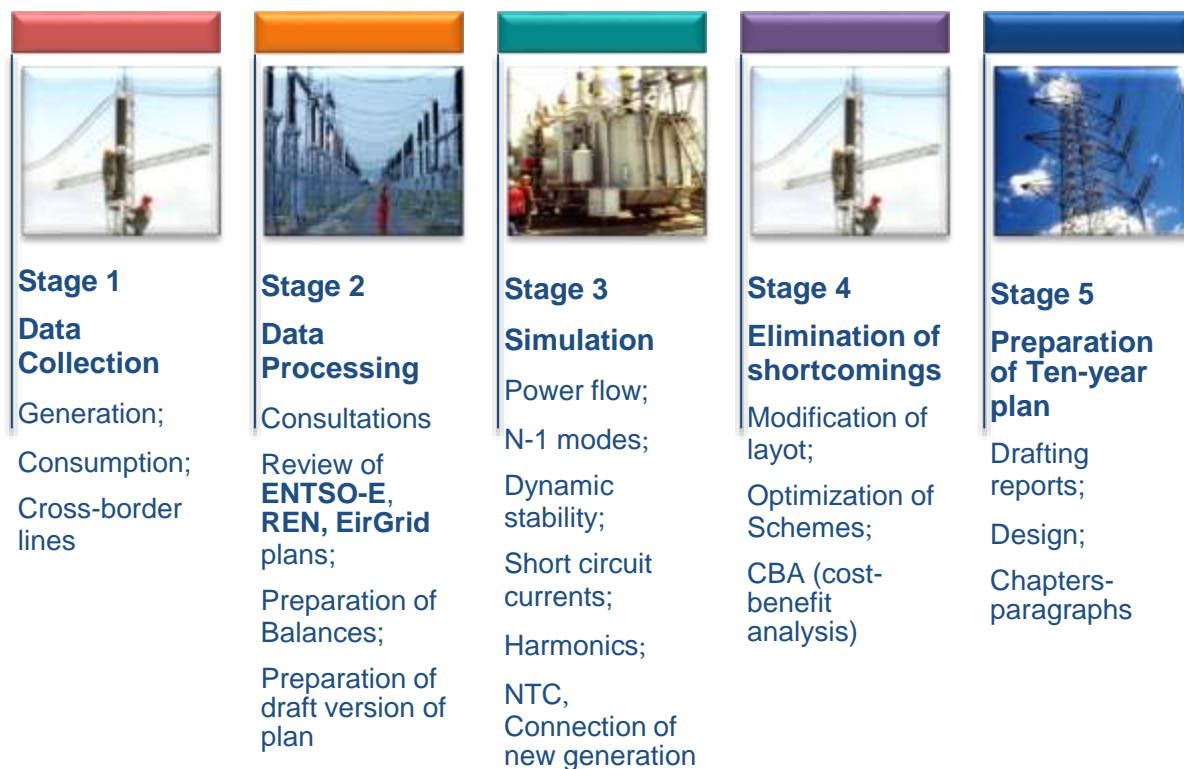 Stage 1
Data
Collection
Generation;
Consumption;
Cross-border
lines
Stage 2
Data
Processing
Consultations
Review of
ENTSO-E,
REN, EirGrid
plans;
Preparation of
Balances;
Preparation of
draft version of
plan
Stage 3
Simulation
Power flow;
N-1 modes;
Dynamic
stability;
Short circuit
currents;
Harmonics;
NTC,
Connection of
new generation
Stage 4
Elimination of
shortcomings
Modification of
layot;
Optimization of
Schemes;
CBA (cost-
benefit
analysis)
Stage 5
Preparation
of Ten-year
plan
Drafting
reports;
Design;
Chapters-
paragraphs